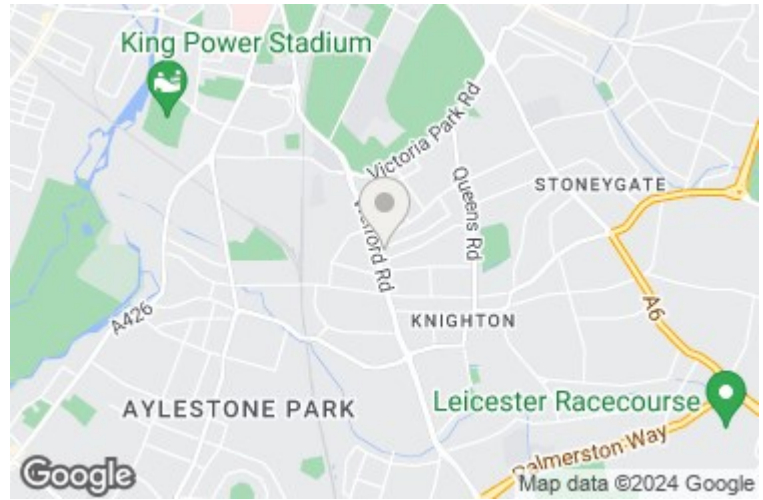 King Power Stadium
Victoria Park Rd
Queens Rd
STONEYGATE
Welford Rd
A426
KNIGHTON
A6
AYLESTONE PARK
Leicester Racecourse
Palmerston Way
Google
Map data ©2024 Google